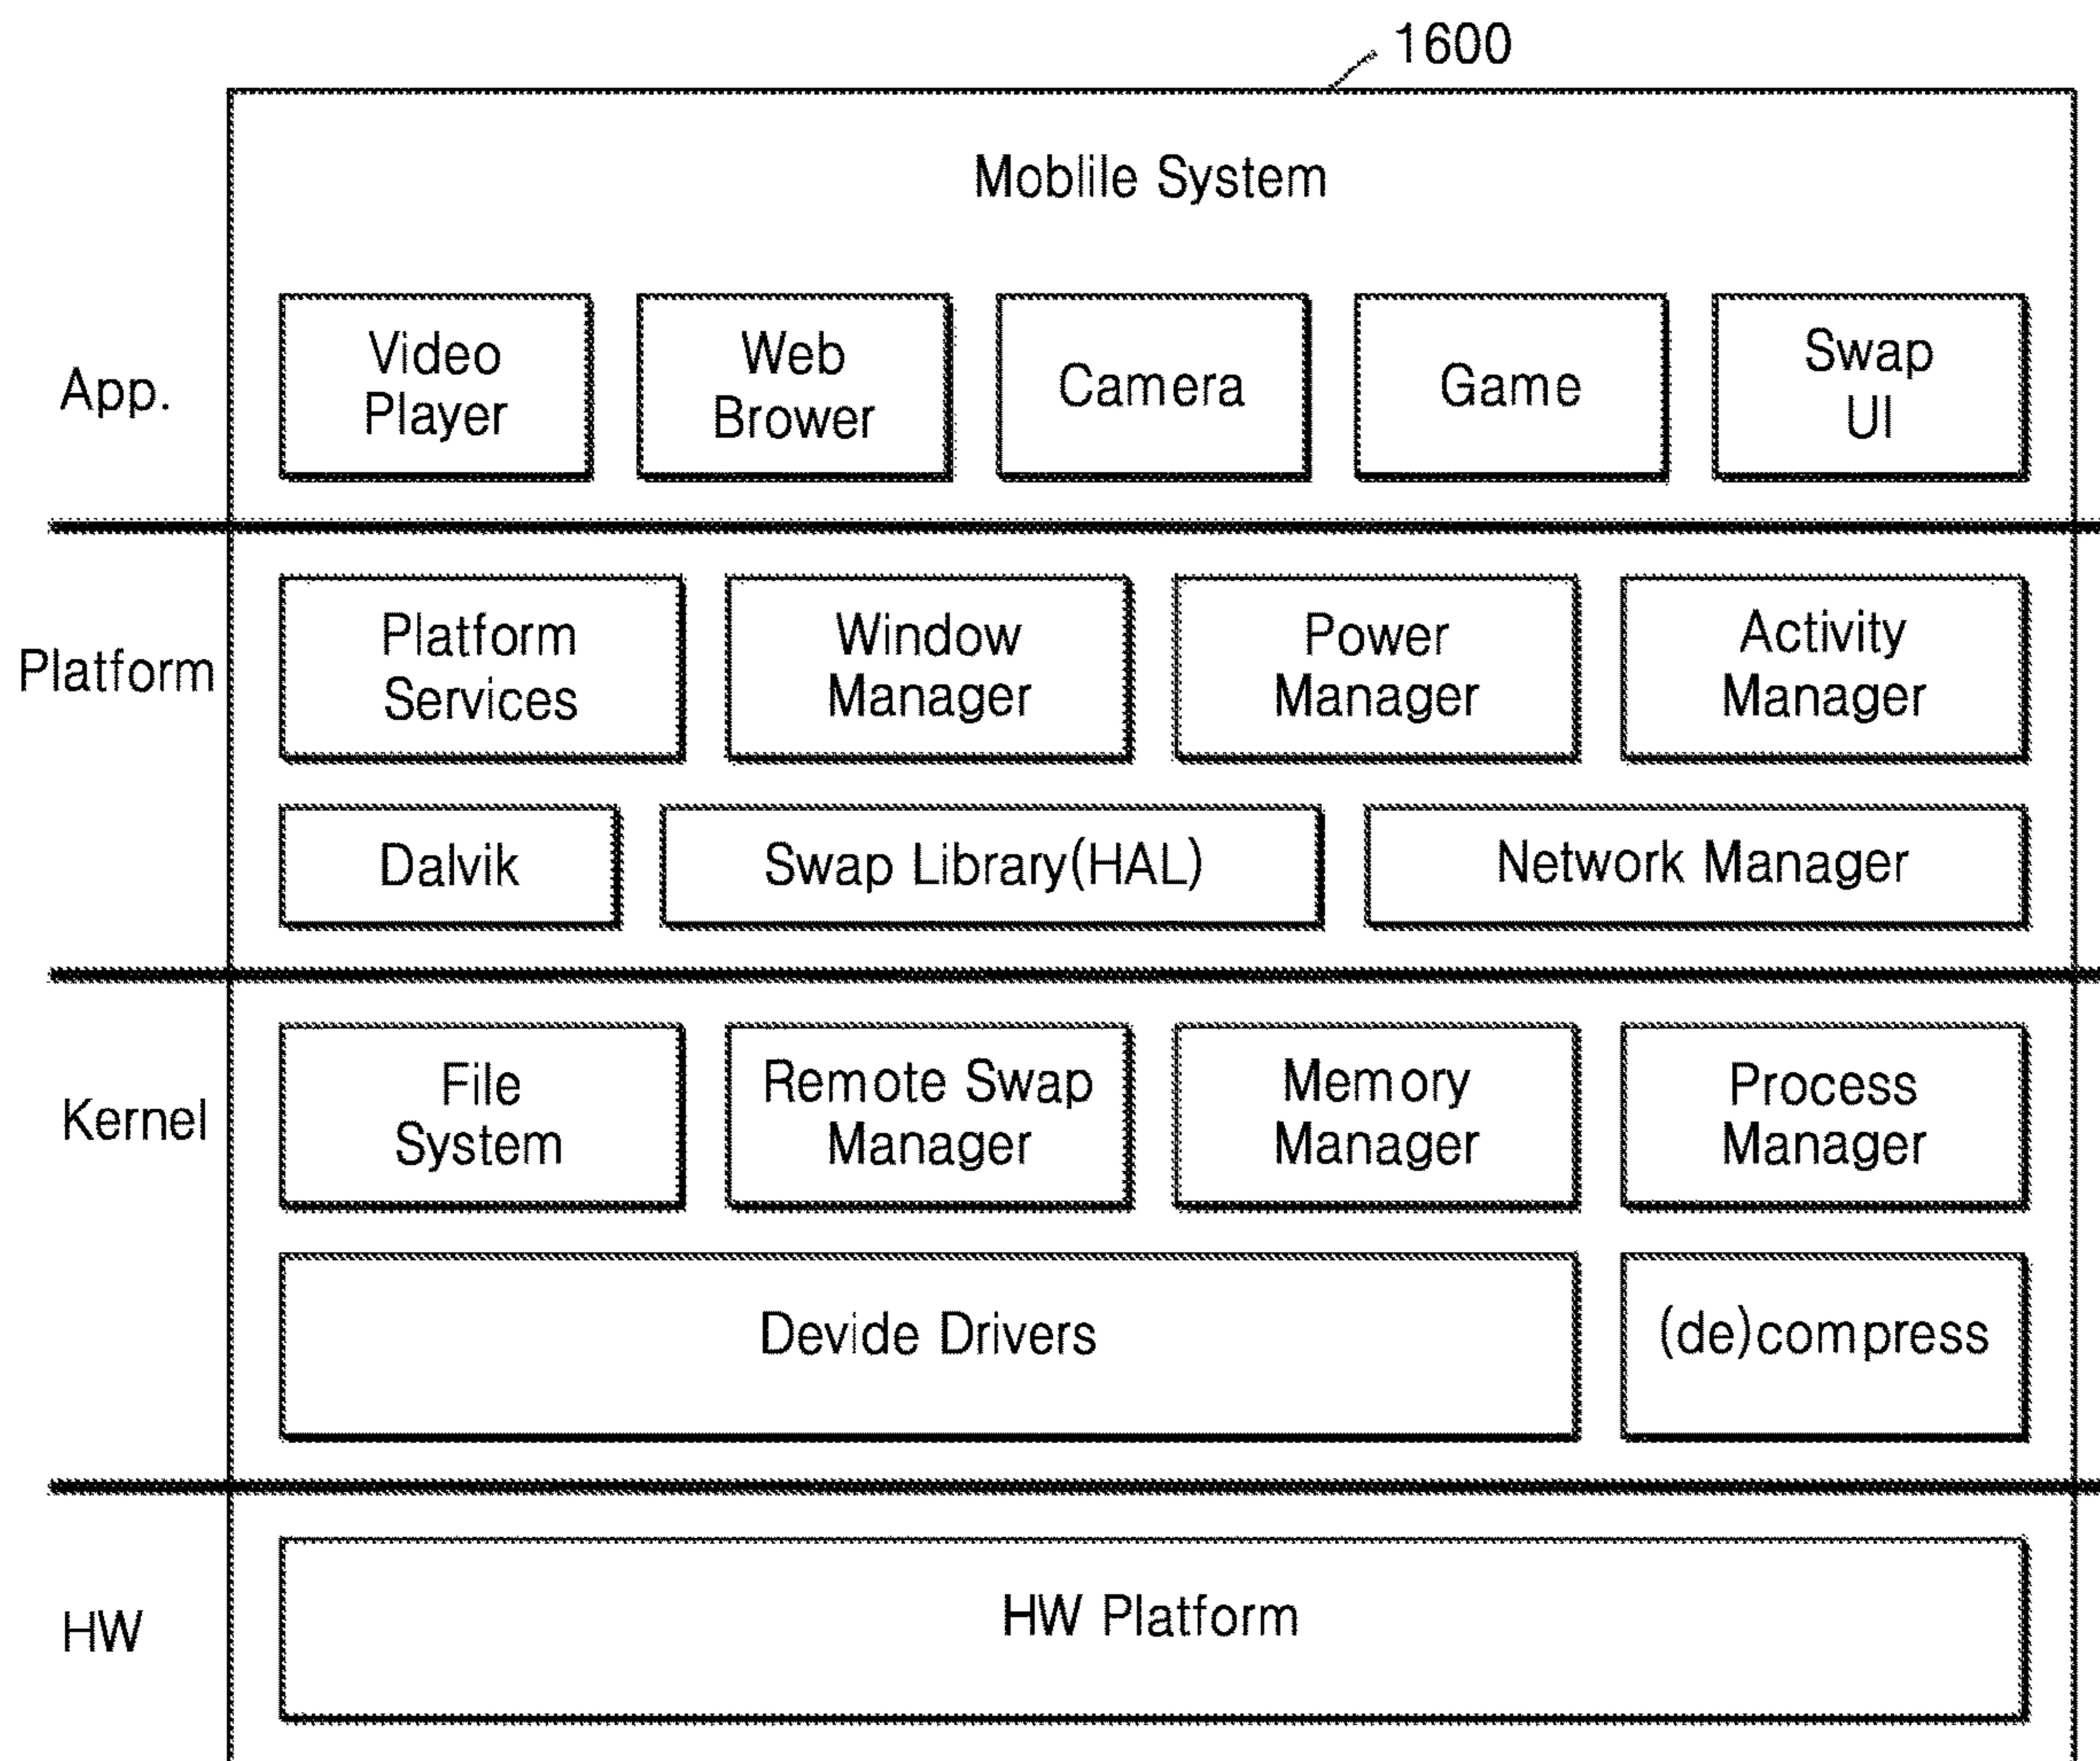 1600
Moblile System
App.
Video
Player
Web
Brower
Camera
Game
Swap
UI
Platform
Platform
Services
Window
Manager
Power
Manager
Activity
Manager
Dalvik
Swap Library(HAL)
Network Manager
Kernel
File
System
Remote Swap
Manager
Memory
Manager
Process
Manager
Devide Drivers
(de)compress
HW
HW Platform